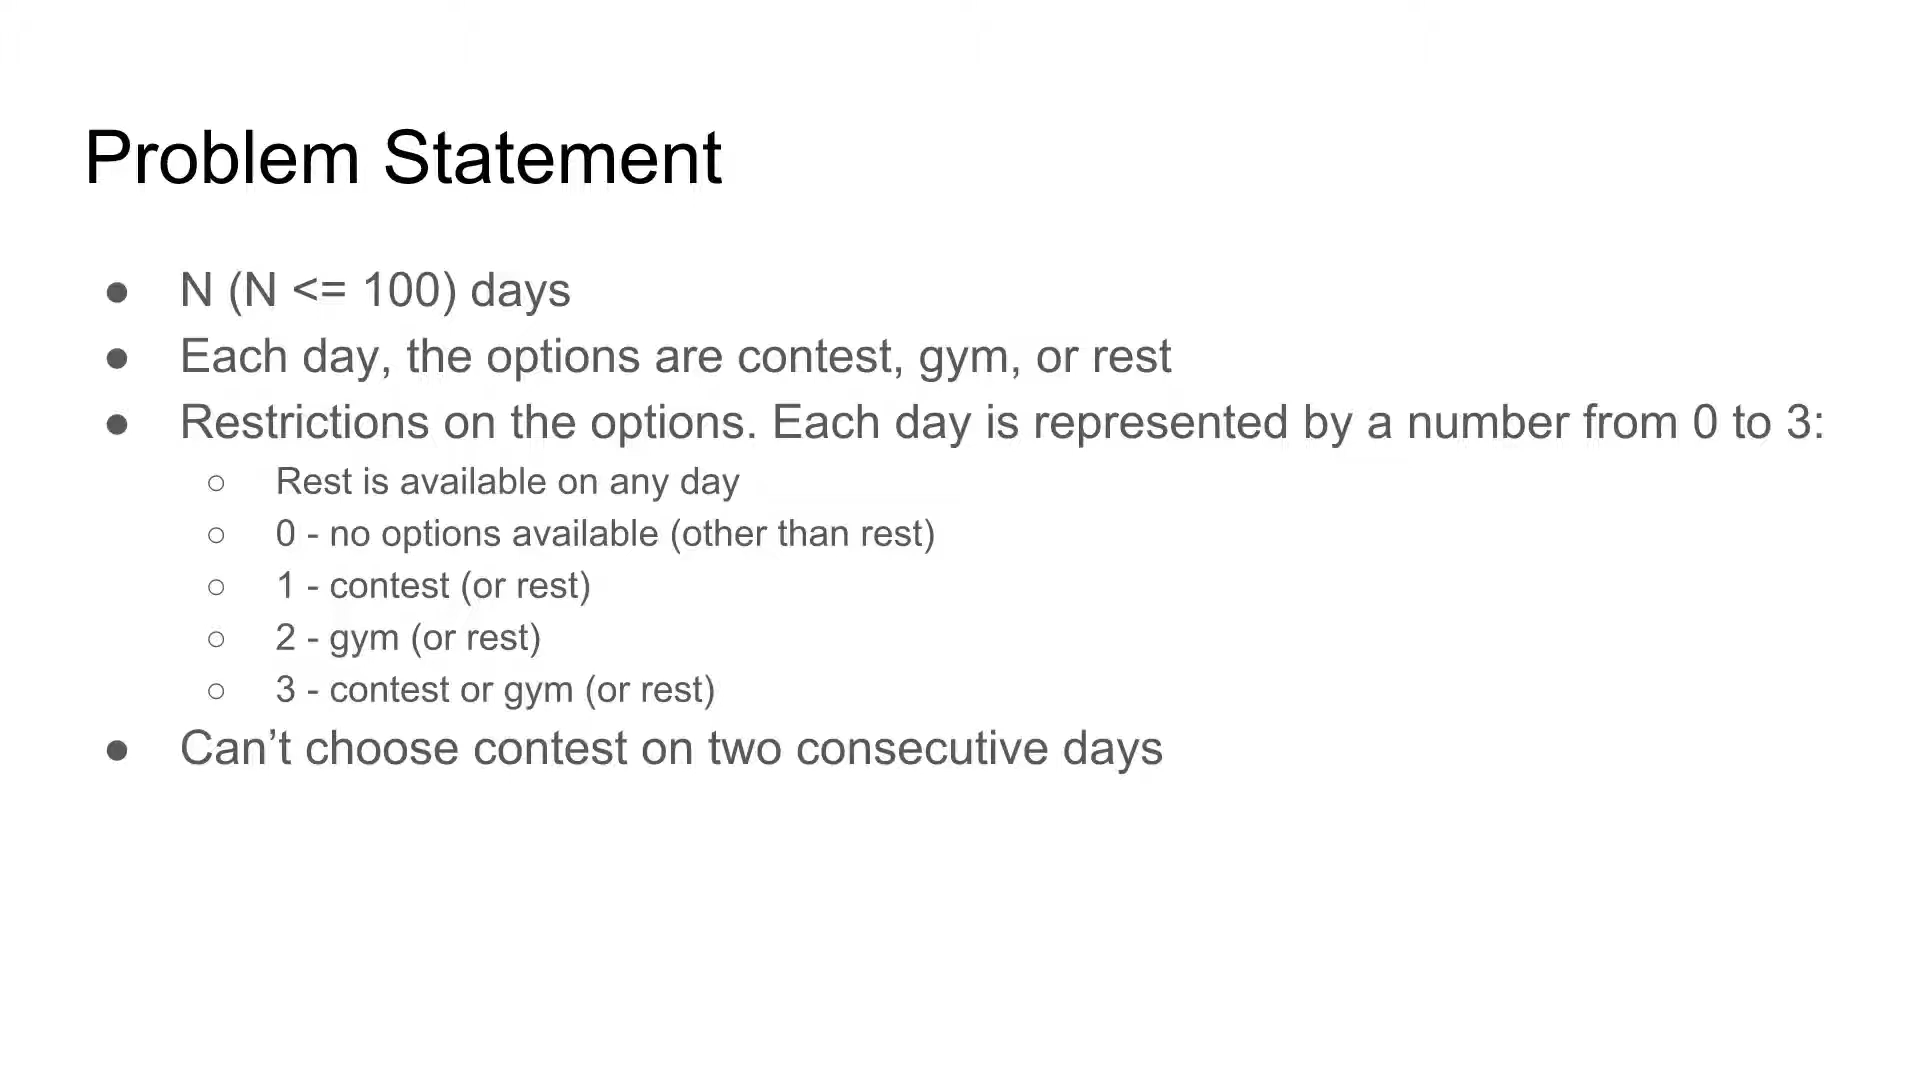 Problem Statement
● N (N <= 100) days
● Each day, the options are contest, gym, or rest
● Restrictions on the options. Each day is represented by a number from 0 to 3:
○ Rest is available on any day
○ 0 - no options available (other than rest)
○ 1 - contest (or rest)
○ 2 - gym (or rest)
○ 3 - contest or gym (or rest)
● Can’t choose contest on two consecutive days